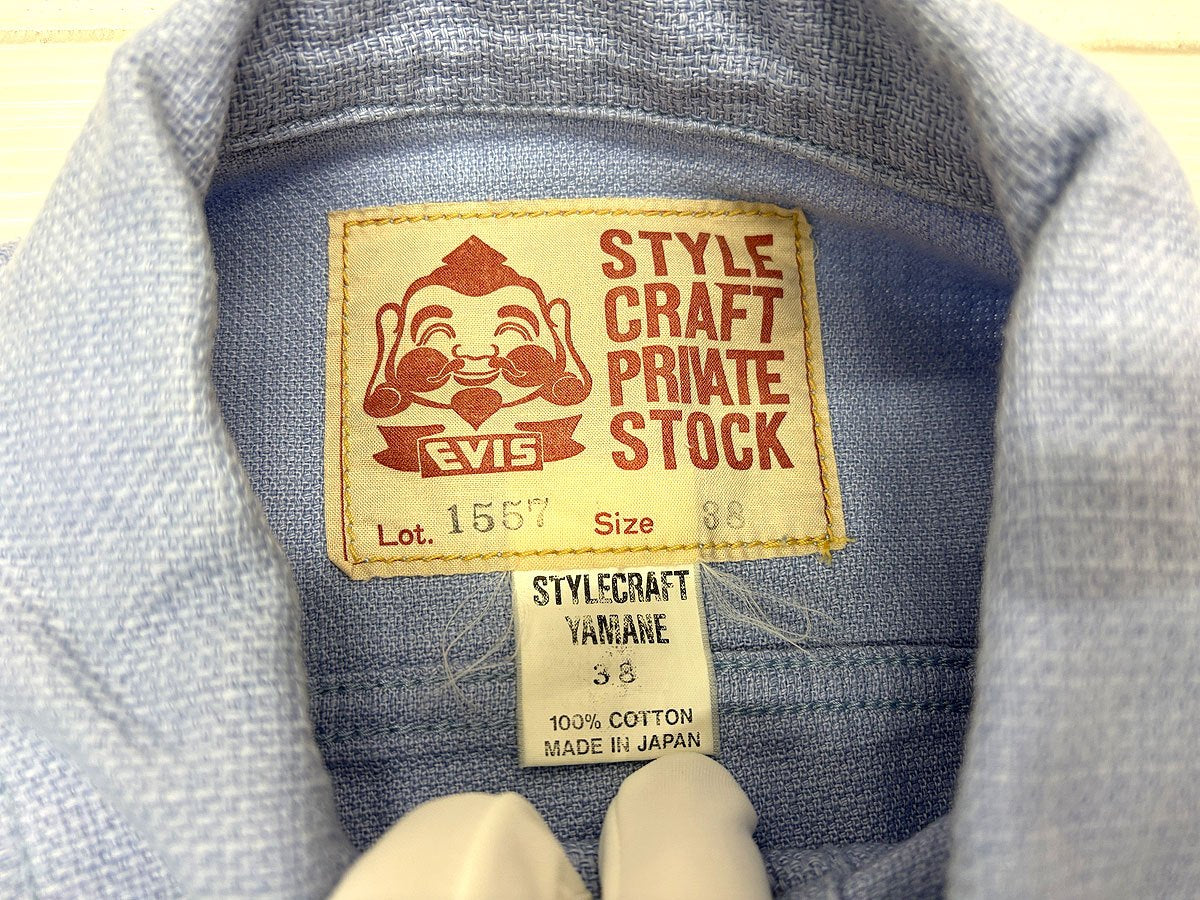 STYLE
CRAFT
PRIVATE
STOCK
EVIS
Lot. 1557 Size 38
STYLECRAFT
YAMANE
38
100% COTTON
MADE IN JAPAN